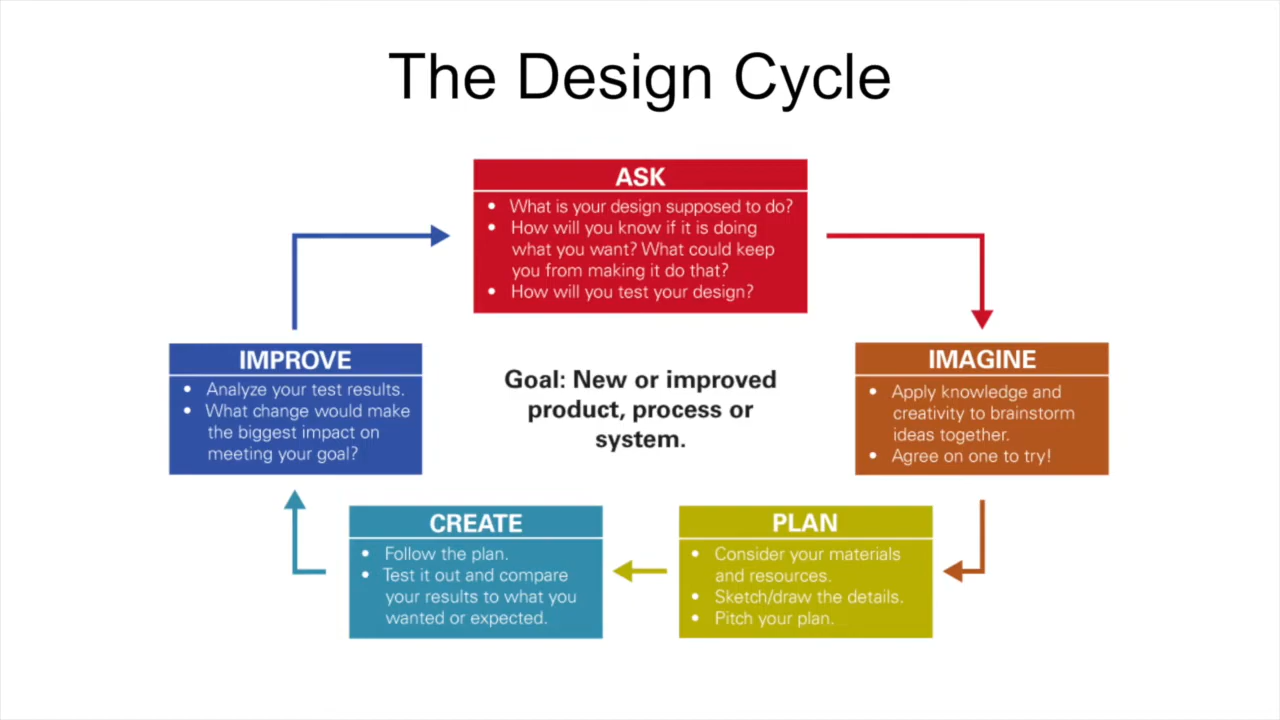 The Design Cycle
ASK
• What is your design supposed to do?
• How will you know if it is doing
what you want? What could keep
you from making it do that?
• How will you test your design?
IMPROVE
• Analyze your test results.
• What change would make
the biggest impact on
meeting your goal?
Goal: New or improved
product, process or
system.
IMAGINE
• Apply knowledge and
creativity to brainstorm
ideas together.
• Agree on one to try!
CREATE
• Follow the plan.
• Test it out and compare
your results to what you
wanted or expected.
PLAN
• Consider your materials
and resources.
• Sketch/draw the details.
• Pitch your plan.